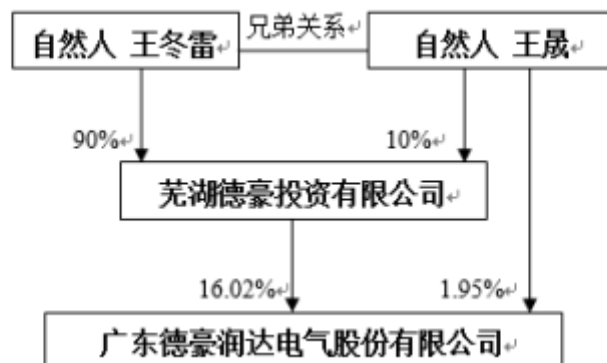 自然人 王冬雷
兄弟关系
自然人 王晟
90%
10%
芜湖德豪投资有限公司
16.02%
1.95%
广东德豪润达电气股份有限公司